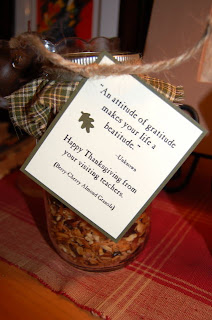 "An attitude of gratitude
makes your life a
beatitude."
~Unknown
Happy Thanksgiving from
your visiting teachers.
(Berry Cherry Almond Granola)